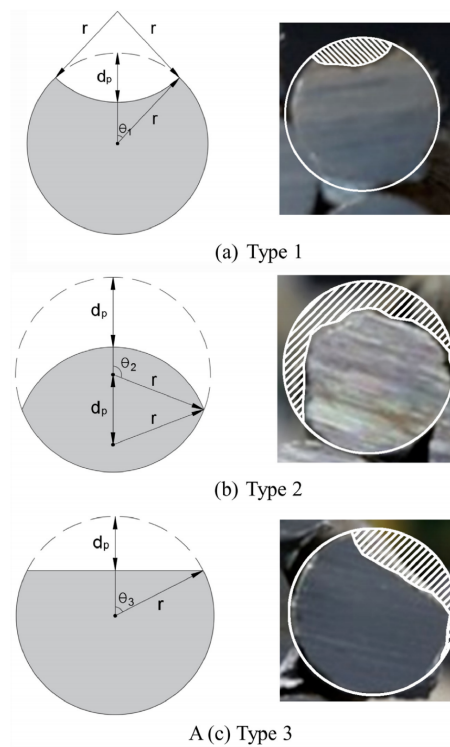 r r
dₚ
θ₁ r
(a) Type 1
dₚ
θ₂
r
dₚ
r
(b) Type 2
dₚ
θ₃ r
A (c) Type 3